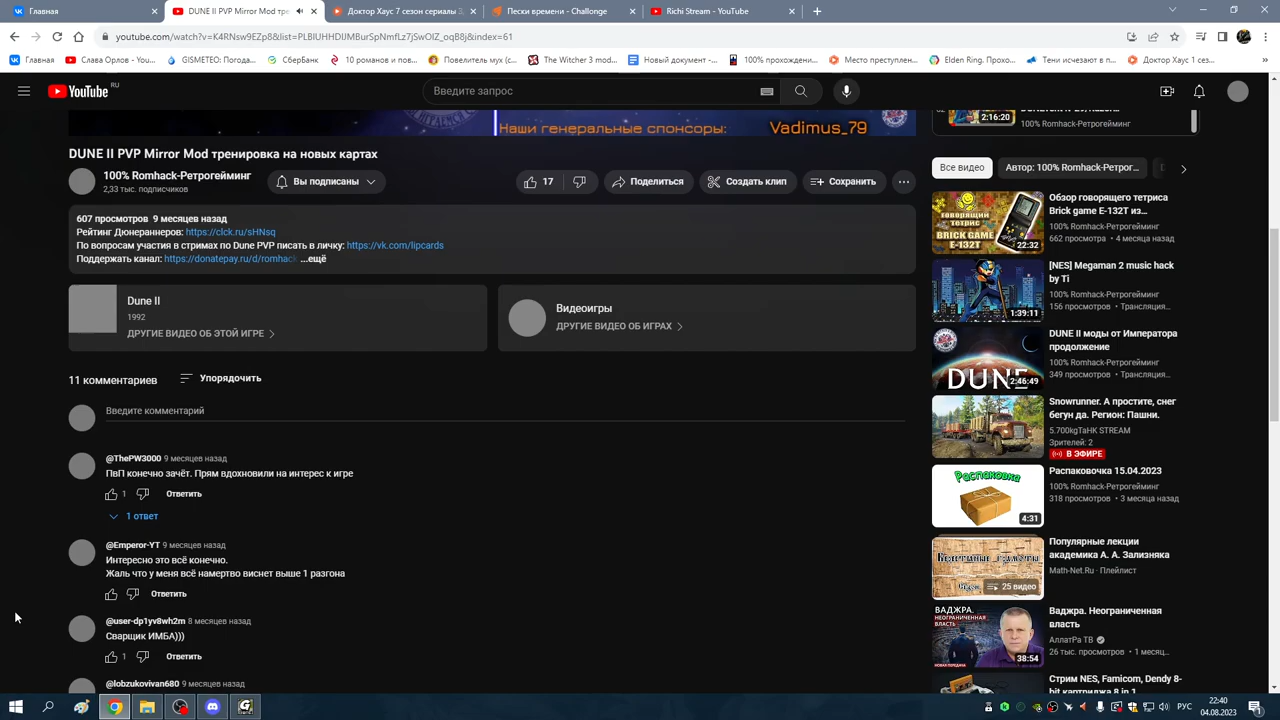 Главная
DUNE II PVP Mirror Mod тре
Доктор Хаус 7 сезон сериалы
Пески времени - Challonge
Richi Stream - YouTube
youtube.com/watch?v=K4RNsw9EZp8&list=PLBIUHHDIJMBurSpNmfLz7jSwOIZ_oqB8j&index=61
Главная
Слава Орлов - You...
GISMETEO: Погода...
СберБанк
10 романов и пов...
Повелитель мух (с...
The Witcher 3 mod...
Новый документ -...
100% прохождени...
Место преступлен...
Elden Ring. Прохо...
Тени исчезают в п...
Доктор Хаус 1 сез...
YouTube RU
Введите запрос
Наши генеральные спонсоры: Vadimus_79
2:16:20
100% Romhack-Ретрогейминг
DUNE II PVP Mirror Mod тренировка на новых картах
100% Romhack-Ретрогейминг
2,33 тыс. подписчиков
Вы подписаны
17
Поделиться
Создать клип
Сохранить
607 просмотров 9 месяцев назад
Рейтинг Дюнераннеров: https://clck.ru/sHNsq
По вопросам участия в стримах по Dune PVP писать в личку: https://vk.com/lipcards
Поддержать канал: https://donatepay.ru/d/romhac ...ещё
Dune II
1992
ДРУГИЕ ВИДЕО ОБ ЭТОЙ ИГРЕ
Видеоигры
ДРУГИЕ ВИДЕО ОБ ИГРАХ
11 комментариев
Упорядочить
Введите комментарий
@ThePW3000 9 месяцев назад
ПвП конечно зачёт. Прям вдохновили на интерес к игре
1
Ответить
1 ответ
@Emperor-YT 9 месяцев назад
Интересно это всё конечно.
Жаль что у меня всё намертво виснет ранее 1 разгона
Ответить
@user-dp1yv8wh2m 8 месяцев назад
Сварщик ИМБА)))
1
Ответить
@lobzukovivan680 9 месяцев назад
Все видео
Автор: 100% Romhack-Ретрог...
говорящий
тетрис
BRICK GAME
E-132T
22:32
Обзор говорящего тетриса
Brick game E-132T из...
100% Romhack-Ретрогейминг
662 просмотра • 4 месяца назад
1:39:11
[NES] Megaman 2 music hack
by Ti
100% Romhack-Ретрогейминг
156 просмотров • Трансляция...
DUNE
2:46:49
DUNE II моды от Императора
продолжение
100% Romhack-Ретрогейминг
349 просмотров • Трансляция...
Snowrunner. А простите, снег
бегун да. Регион: Пашни.
5.700kgTaHK STREAM
Зрителей: 2
В ЭФИРЕ
Распаковка
4:31
Распаковочка 15.04.2023
100% Romhack-Ретрогейминг
318 просмотров • 3 месяца назад
25 видео
Популярные лекции
академика А. А. Зализняка
Math-Net.Ru · Плейлист
ВАДЖРА.
НЕОГРАНИЧЕННАЯ
ВЛАСТЬ
38:54
Ваджра. Неограниченная
власть
АллатРа ТВ
26 тыс. просмотров • 1 месяц...
Стрим NES, Famicom, Dendy 8-
bit картриджа 8 in 1
РУС
22:40
04.08.2023